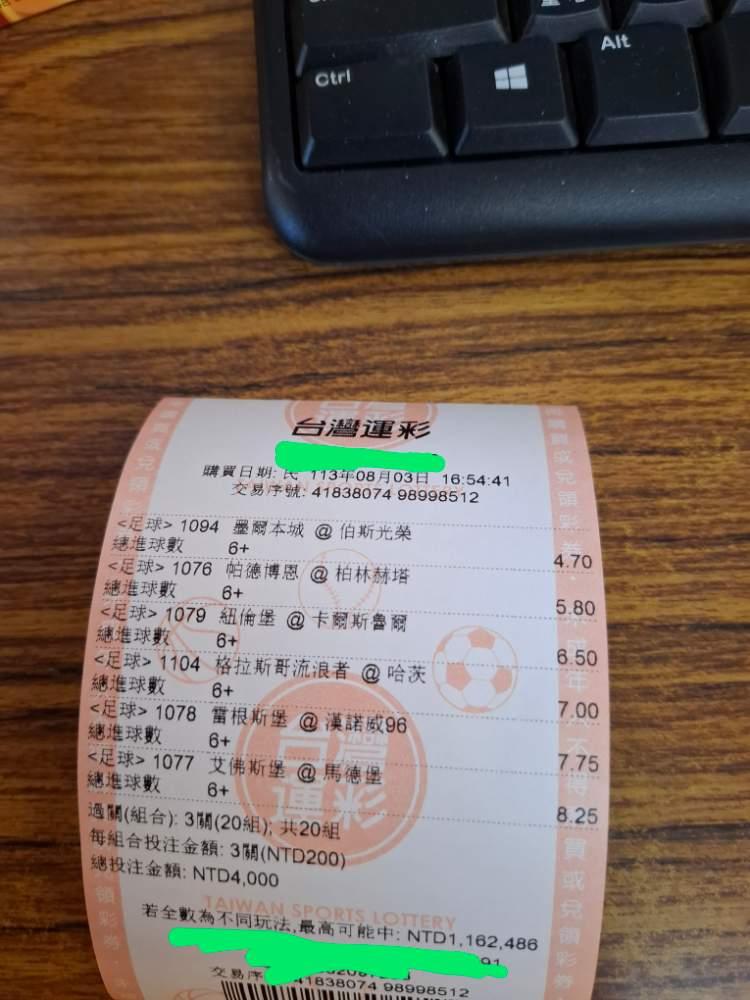 Alt
Ctrl
台灣運彩
購買日期: 民 113年08月03日 16:54:41
交易序號: 41838074 98998512
<足球> 1094 墨爾本城 @ 伯斯光榮
總進球數 6+ 4.70
<足球> 1076 帕德博恩 @ 柏林赫塔
總進球數 6+ 5.80
<足球> 1079 紐倫堡 @ 卡爾斯魯爾
總進球數 6+ 6.50
<足球> 1104 格拉斯哥流浪者 @ 哈茨
總進球數 6+ 7.00
<足球> 1078 雷根斯堡 @ 漢諾威96
總進球數 6+ 7.75
<足球> 1077 艾佛斯堡 @ 馬德堡
總進球數 6+ 8.25
過關(組合): 3關(20組); 共20組
每組合投注金額: 3關(NTD200)
總投注金額: NTD4,000
台灣運彩
TAIWAN SPORTS LOTTERY
若全數為不同玩法,最高可能中: NTD1,162,486
91
交易序
41838074 98998512